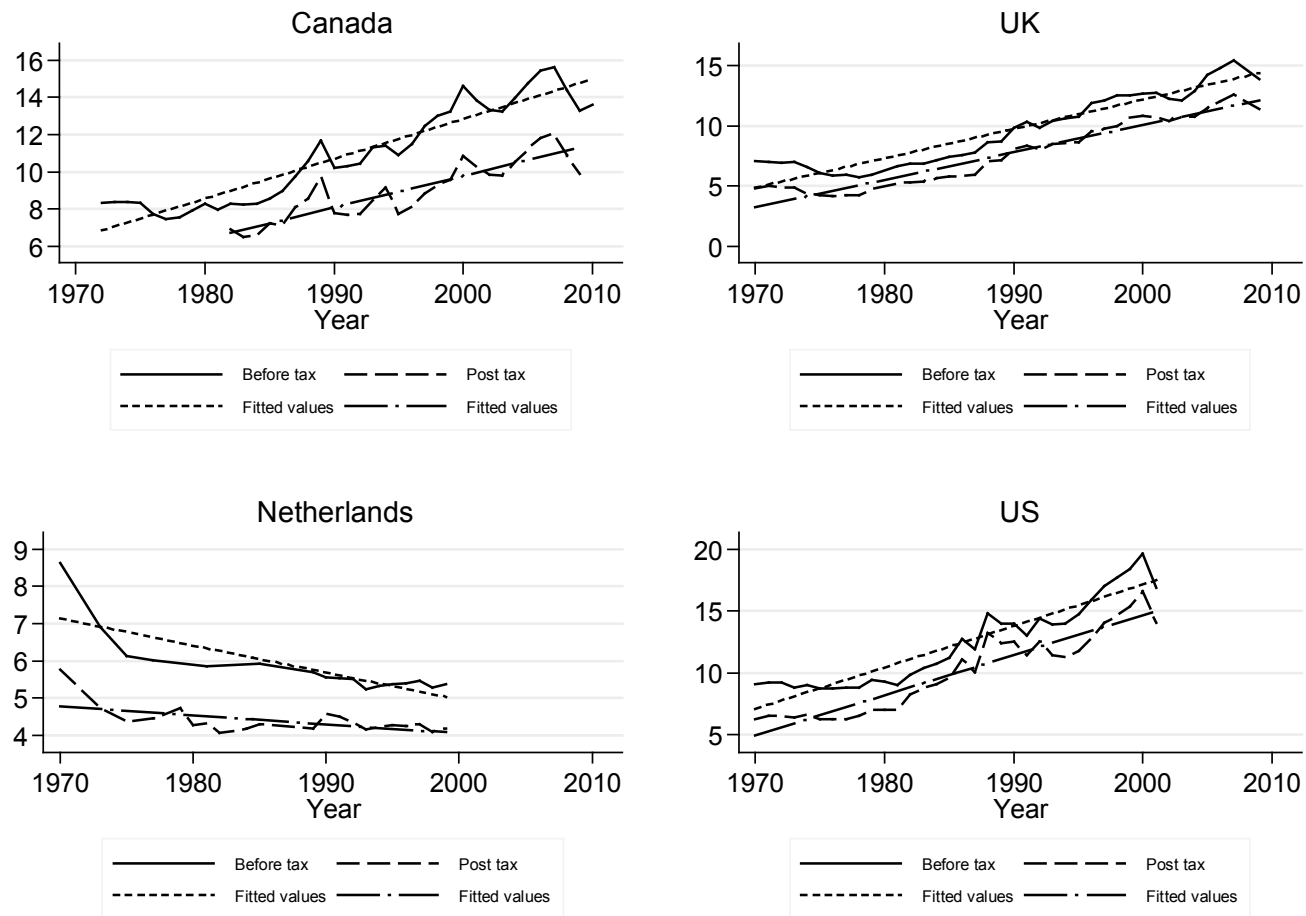 Canada
16
14
12
10
8
6
1970 1980 1990 2000 2010
Year
Before tax Post tax
Fitted values Fitted values
UK
15
10
5
0
1970 1980 1990 2000 2010
Year
Before tax Post tax
Fitted values Fitted values
Netherlands
9
8
7
6
5
4
1970 1980 1990 2000 2010
Year
Before tax Post tax
Fitted values Fitted values
US
20
15
10
5
1970 1980 1990 2000 2010
Year
Before tax Post tax
Fitted values Fitted values